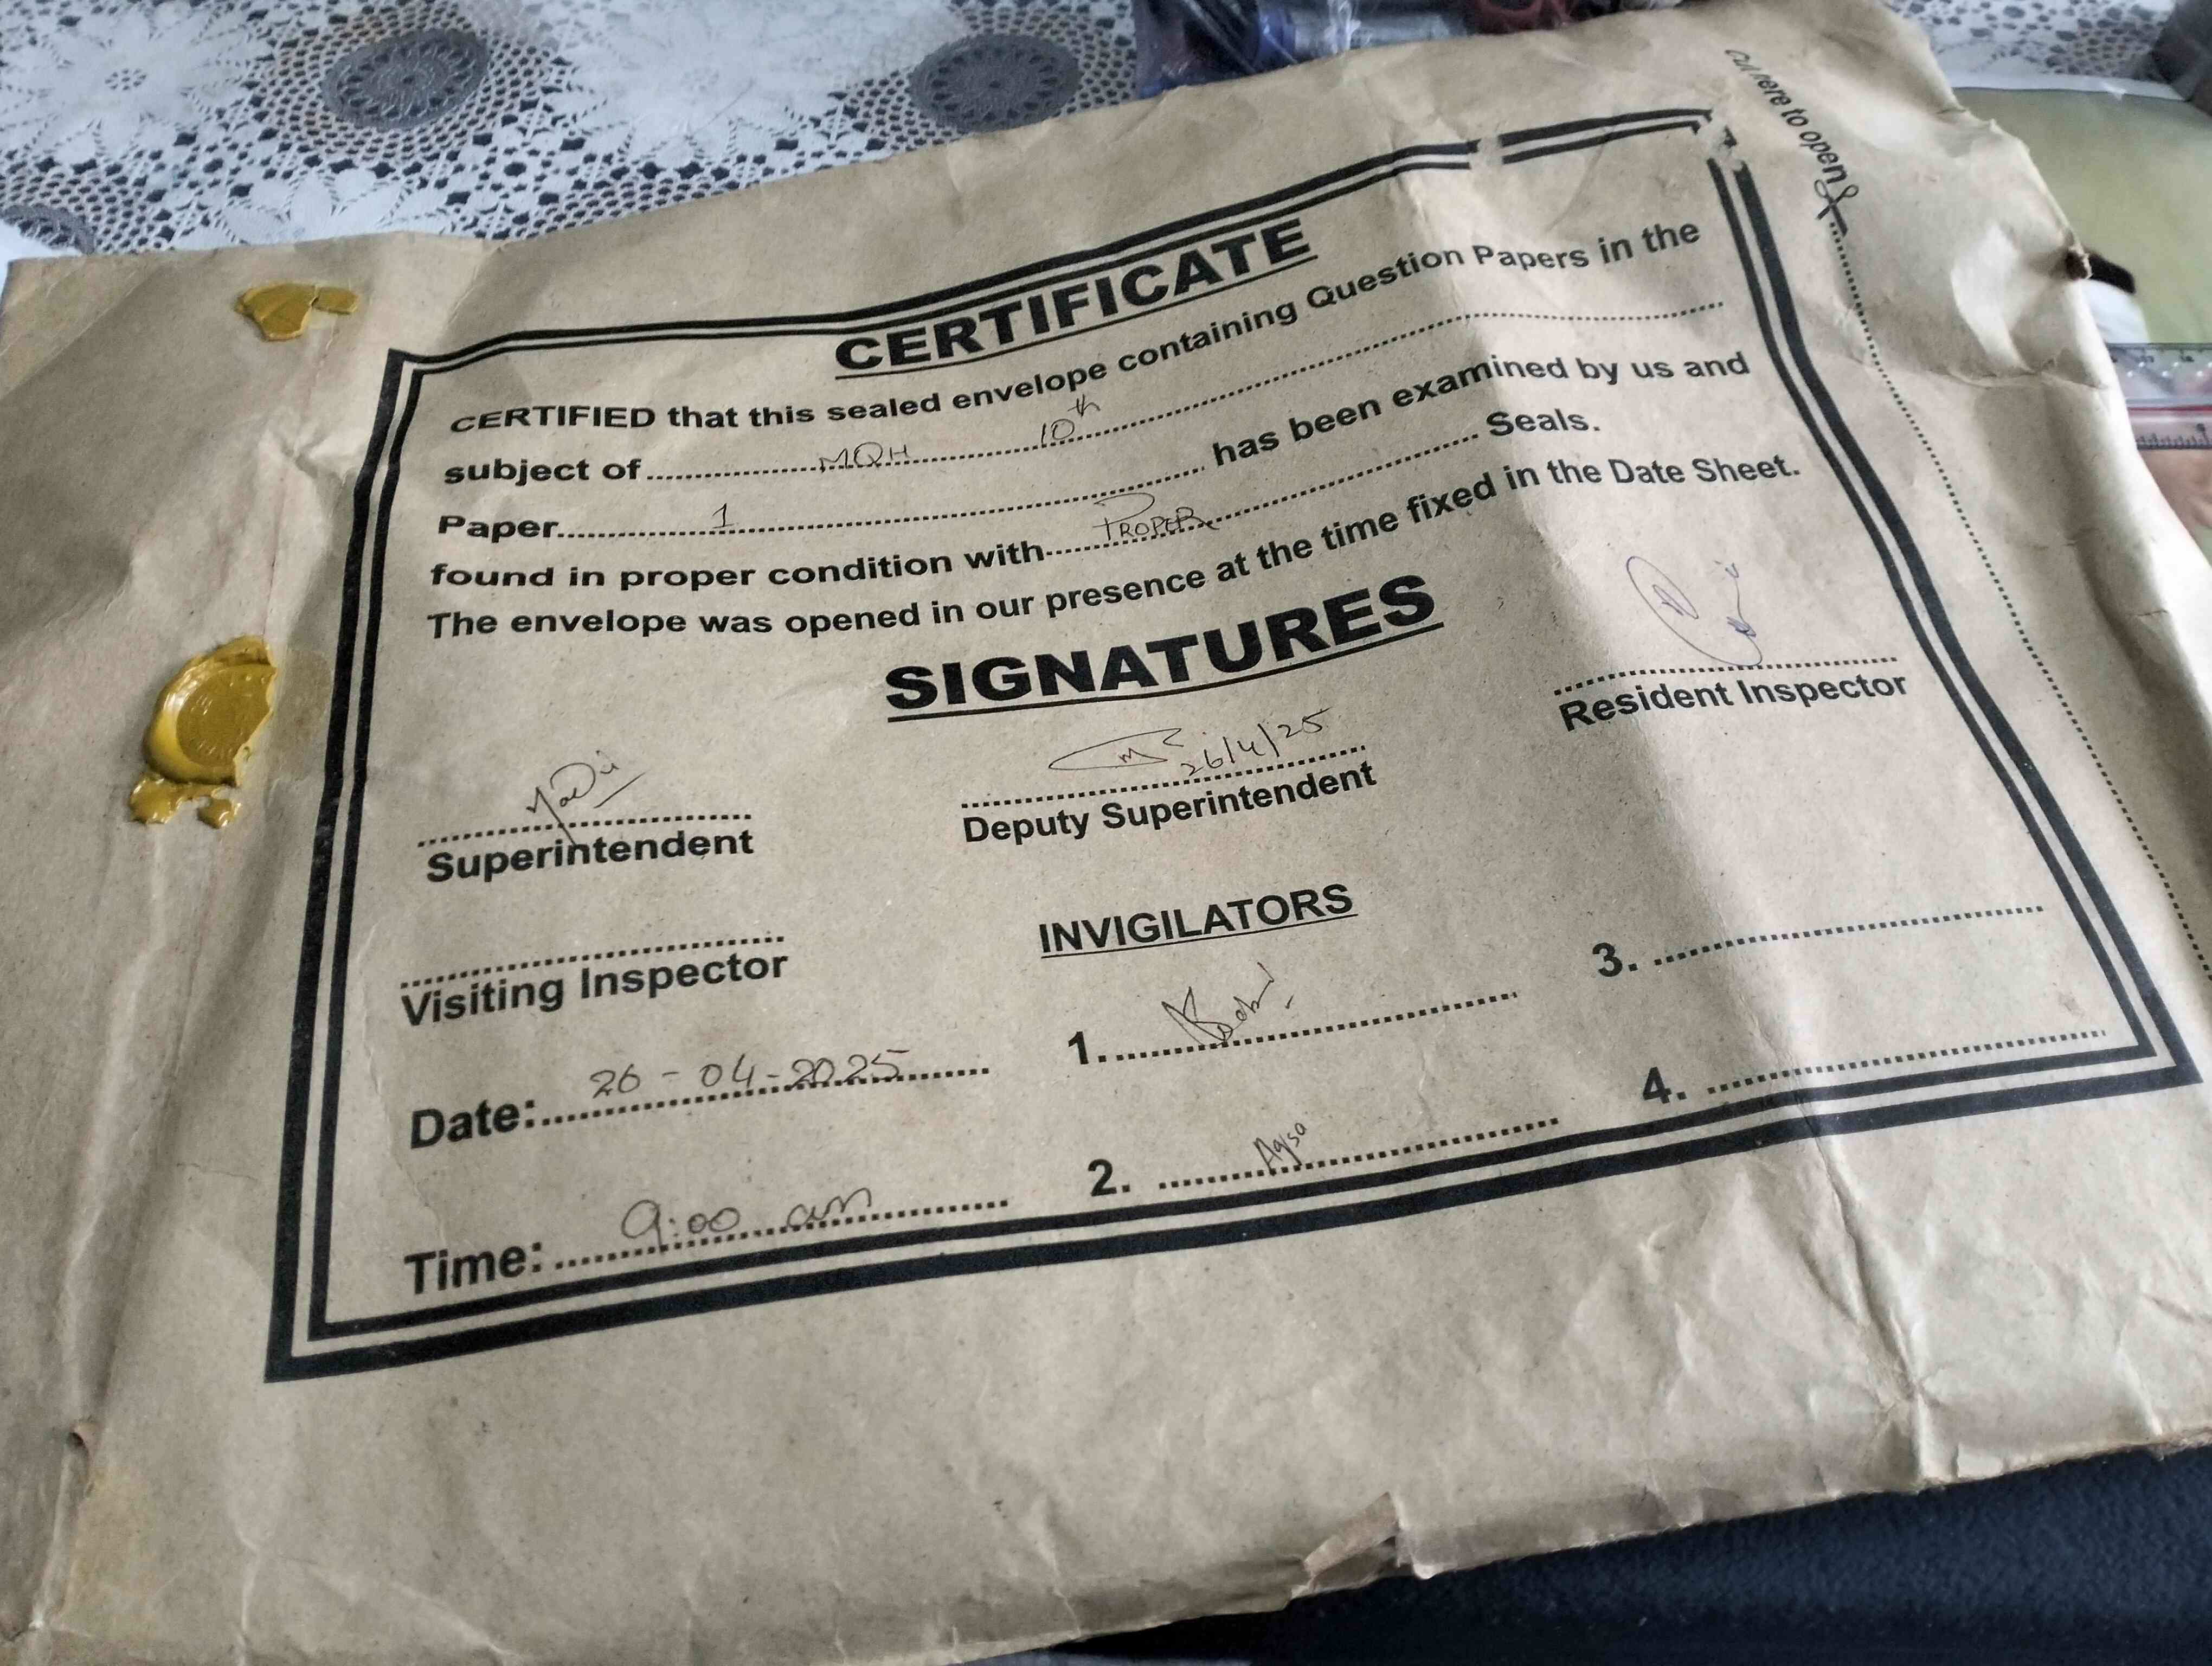 Cut here to open
CERTIFICATE
CERTIFIED that this sealed envelope containing Question Papers in the
subject of MQH 10th
Paper 1 has been examined by us and
found in proper condition with PROPER Seals.
The envelope was opened in our presence at the time fixed in the Date Sheet.
SIGNATURES
Resident Inspector
26/4/25
Superintendent
Deputy Superintendent
Visiting Inspector
INVIGILATORS
1.
3.
Date: 26-04-2025
2. Aqsa
4.
Time: 9:00 am